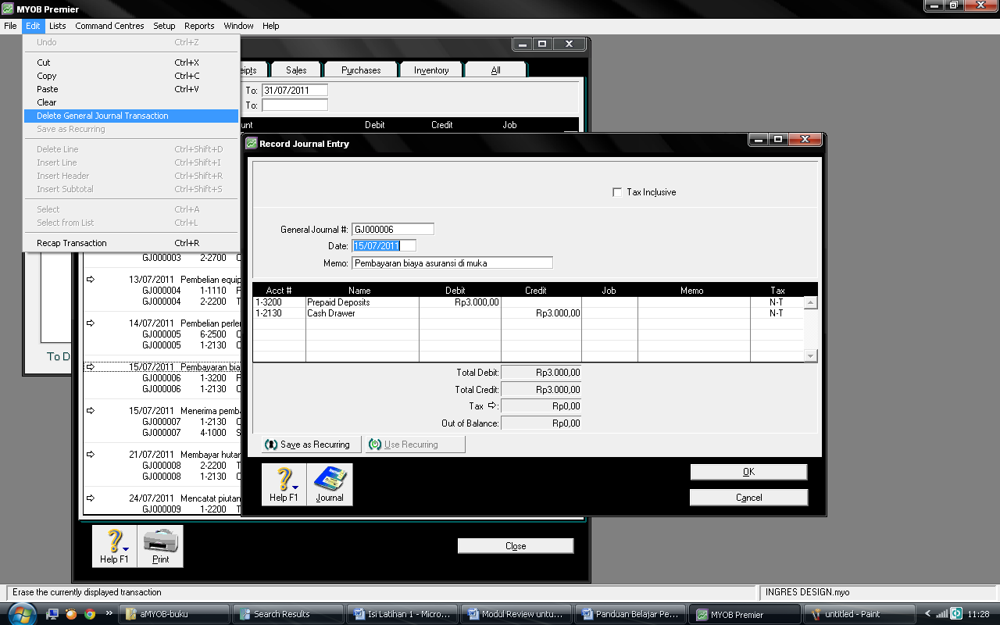 MYOB Premier
File Edit Lists Command Centres Setup Reports Window Help
Undo Ctrl+Z
Cut Ctrl+X
Copy Ctrl+C
Paste Ctrl+V
Clear
Delete General Journal Transaction
Save as Recurring
Delete Line Ctrl+Shift+D
Insert Line Ctrl+Shift+I
Insert Header Ctrl+Shift+R
Insert Subtotal Ctrl+Shift+S
Select Ctrl+A
Select from List Ctrl+L
Recap Transaction Ctrl+R
eipts Sales Purchases Inventory All
To: 31/07/2011
To:
unt Debit Credit Job
To D
GJ000003 2-2700 C
13/07/2011 Pembelian equip
GJ000004 1-1110 F
GJ000004 2-2200 T
14/07/2011 Pembelian perle
GJ000005 6-2500 C
GJ000005 1-2130 C
15/07/2011 Pembayaran bia
GJ000006 1-3200 F
GJ000006 1-2130 C
15/07/2011 Menerima pemba
GJ000007 1-2130 C
GJ000007 4-1000 S
21/07/2011 Membayar hutan
GJ000008 2-2200 T
GJ000008 1-2130 C
24/07/2011 Mencatat piutan
GJ000009 1-2200 T
Help F1 Print Close
Record Journal Entry
Tax Inclusive
General Journal #: GJ000006
Date: 15/07/2011
Memo: Pembayaran biaya asuransi di muka
Acct # Name Debit Credit Job Memo Tax
1-3200 Prepaid Deposits Rp3.000,00 N-T
1-2130 Cash Drawer Rp3.000,00 N-T
Total Debit: Rp3.000,00
Total Credit: Rp3.000,00
Tax ⇨: Rp0,00
Out of Balance: Rp0,00
Save as Recurring Use Recurring
Help F1 Journal
OK
Cancel
Erase the currently displayed transaction INGRES DESIGN.myo
aMYOB-buku Search Results Isi Latihan 1 - Micro... Modul Review untu... Panduan Belajar Pe... MYOB Premier untitled - Paint 11:28